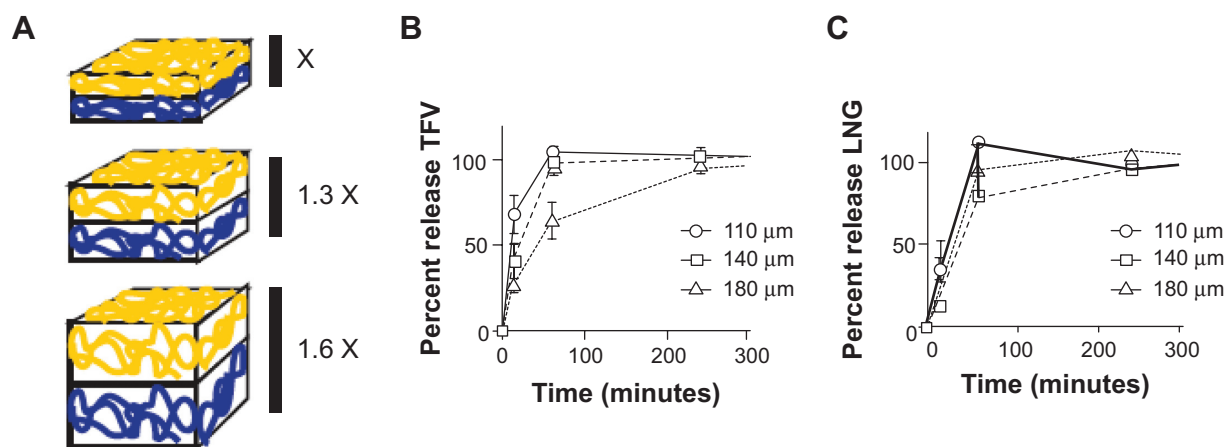 A
X
1.3 X
1.6 X
B
Percent release TFV
100
50
0
0 100 200 300
Time (minutes)
110 µm
140 µm
180 µm
C
Percent release LNG
100
50
0
0 100 200 300
Time (minutes)
110 µm
140 µm
180 µm